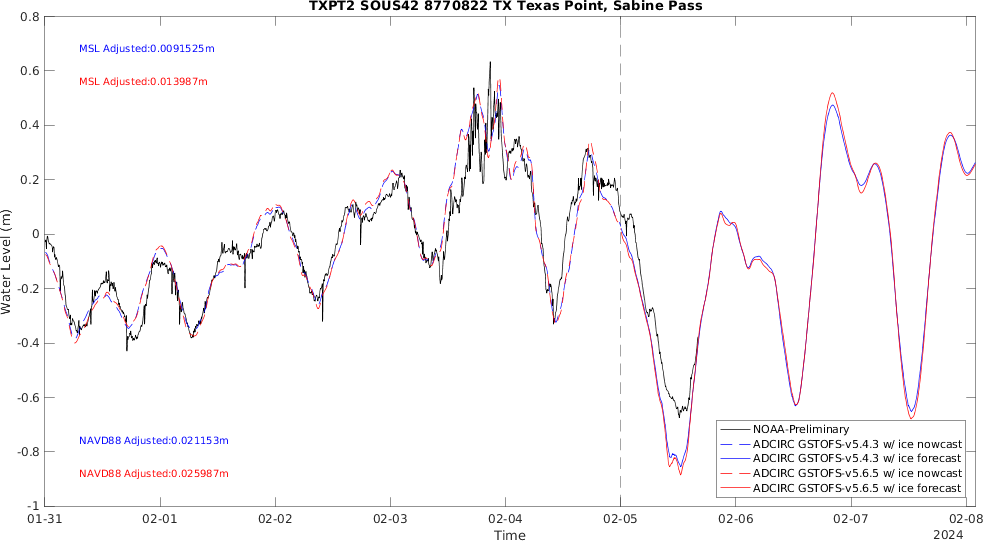 TXPT2 SOUS42 8770822 TX Texas Point, Sabine Pass
0.8
MSL Adjusted:0.0091525m
0.6
MSL Adjusted:0.013987m
0.4
0.2
0
-0.2
-0.4
-0.6
-0.8
-1
Water Level (m)
NAVD88 Adjusted:0.021153m
NAVD88 Adjusted:0.025987m
NOAA-Preliminary
ADCIRC GSTOFS-v5.4.3 w/ ice nowcast
ADCIRC GSTOFS-v5.4.3 w/ ice forecast
ADCIRC GSTOFS-v5.6.5 w/ ice nowcast
ADCIRC GSTOFS-v5.6.5 w/ ice forecast
01-31 02-01 02-02 02-03 02-04 02-05 02-06 02-07 02-08
Time
2024